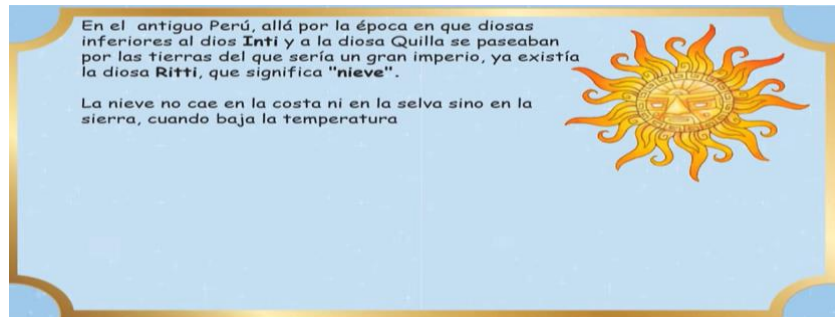 En el antiguo Perú, allá por la época en que diosas
inferiores al dios Inti y a la diosa Quilla se paseaban
por las tierras del que sería un gran imperio, ya existía
la diosa Ritti, que significa "nieve".
La nieve no cae en la costa ni en la selva sino en la
sierra, cuando baja la temperatura